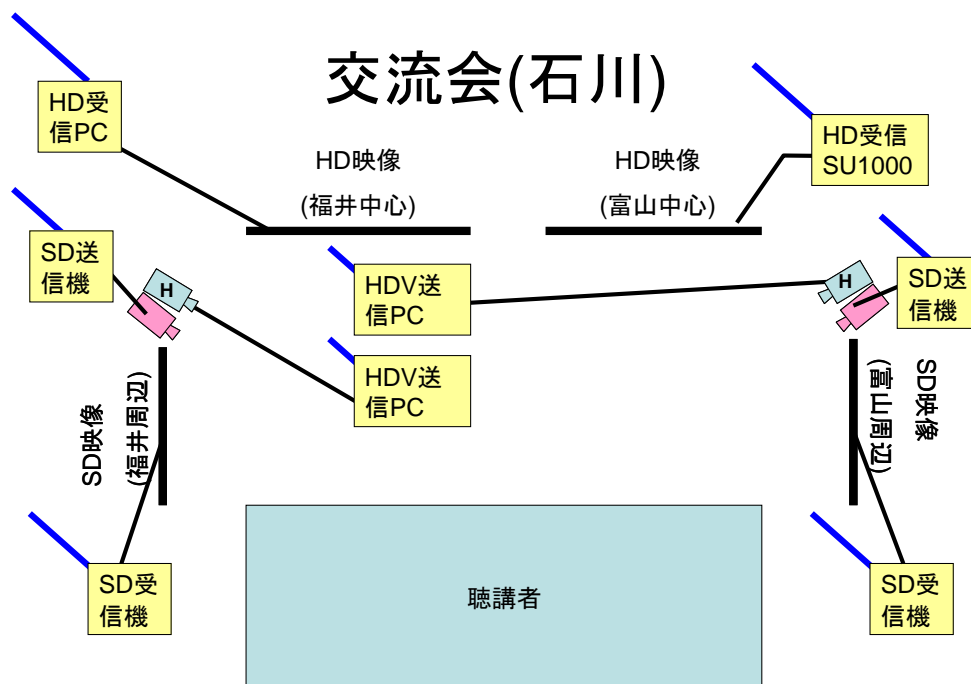 交流会(石川)
HD受
信PC
HD映像
(福井中心)
HD映像
(富山中心)
HD受信
SU1000
SD送
信機
H
HDV送
信PC
H
SD送
信機
HDV送
信PC
SD映像
(福井周辺)
SD映像
(富山周辺)
SD受
信機
聴講者
SD受
信機